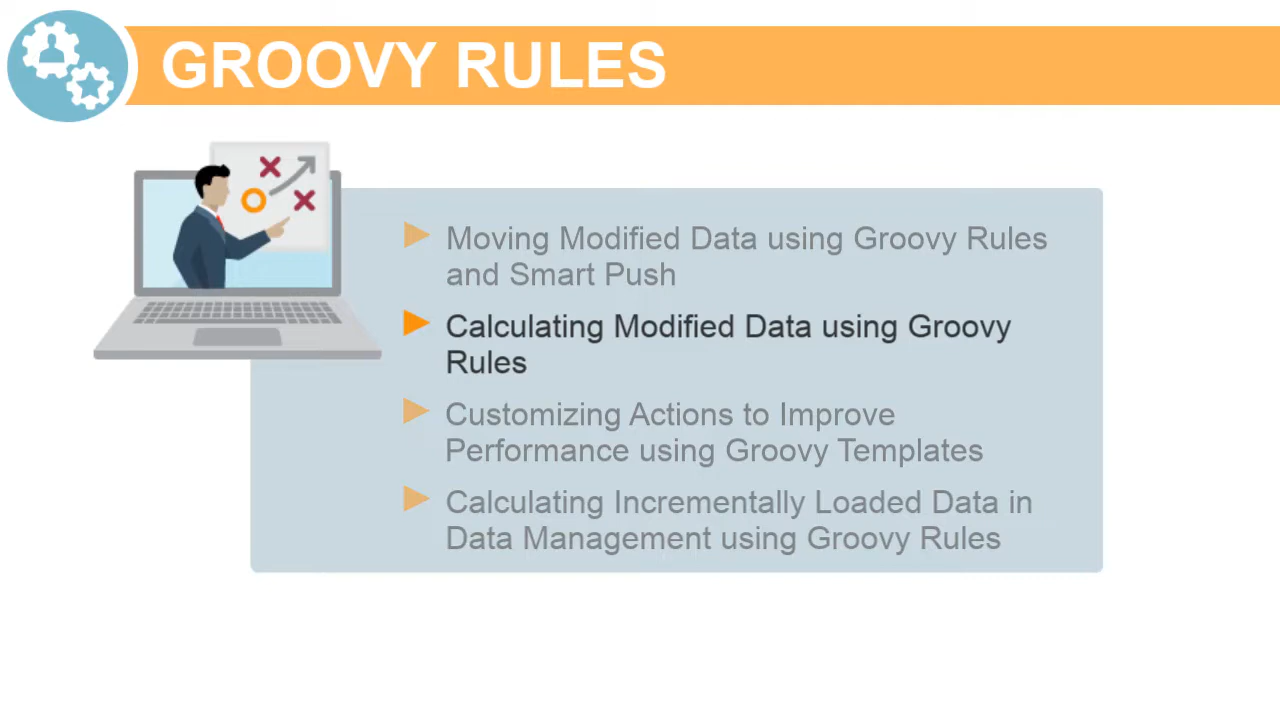 GROOVY RULES
Moving Modified Data using Groovy Rules
and Smart Push
Calculating Modified Data using Groovy
Rules
Customizing Actions to Improve
Performance using Groovy Templates
Calculating Incrementally Loaded Data in
Data Management using Groovy Rules